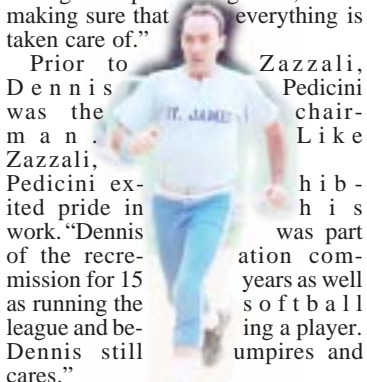 making sure that everything is
taken care of.”
Prior to Zazzali,
Dennis Pedicini
was the chair-
man. Like
Zazzali,
Pedicini ex- hib-
ited pride in his
work. “Dennis was part
of the recre- ation com-
mission for 15 years as well
as running the softball
league and be- ing a player.
Dennis still umpires and
cares.”
ST. JAMES